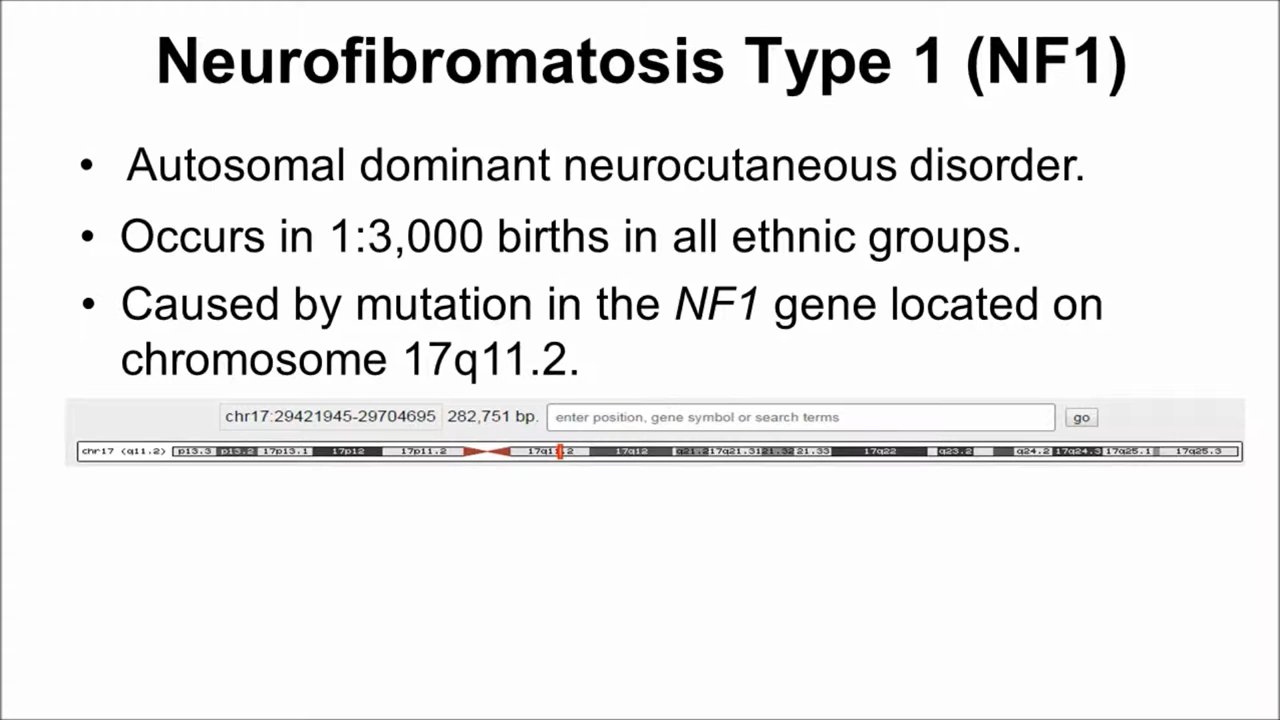 Neurofibromatosis Type 1 (NF1)
• Autosomal dominant neurocutaneous disorder.
• Occurs in 1:3,000 births in all ethnic groups.
• Caused by mutation in the NF1 gene located on
chromosome 17q11.2.
chr17:29421945-29704695 282,751 bp. enter position, gene symbol or search terms go
chr17 (q11.2) p13.3 p13.2 17p13.1 17p12 17p11.2 17q12 q21.2 17q21.31 21.32 21.33 17q22 q23.2 q24.2 17q24.3 17q25.1 17q25.3